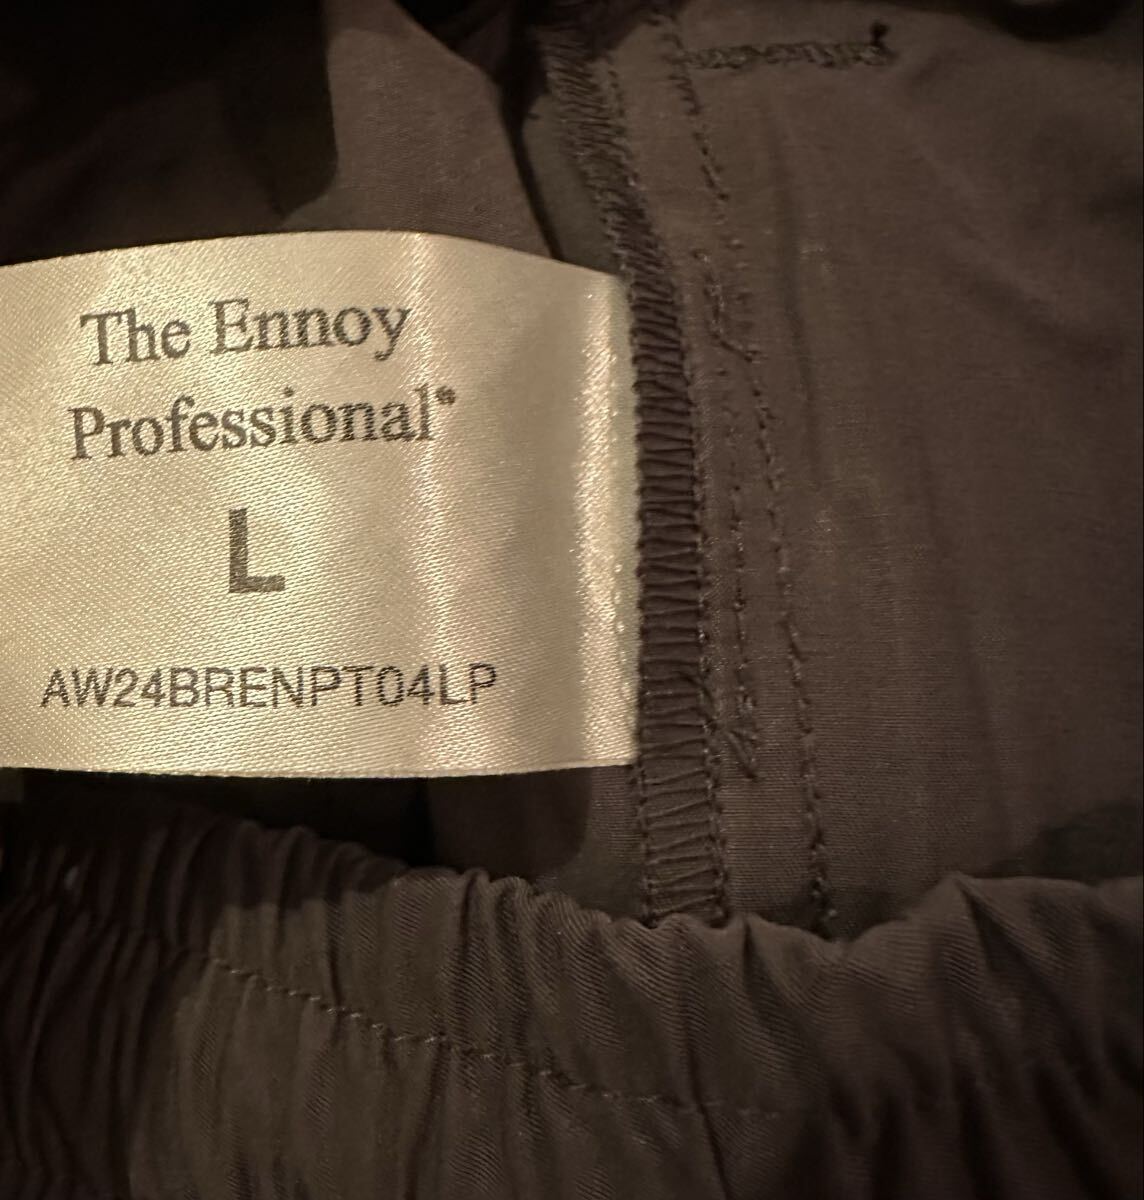 The Ennoy
Professional®
L
AW24BRENPT04LP